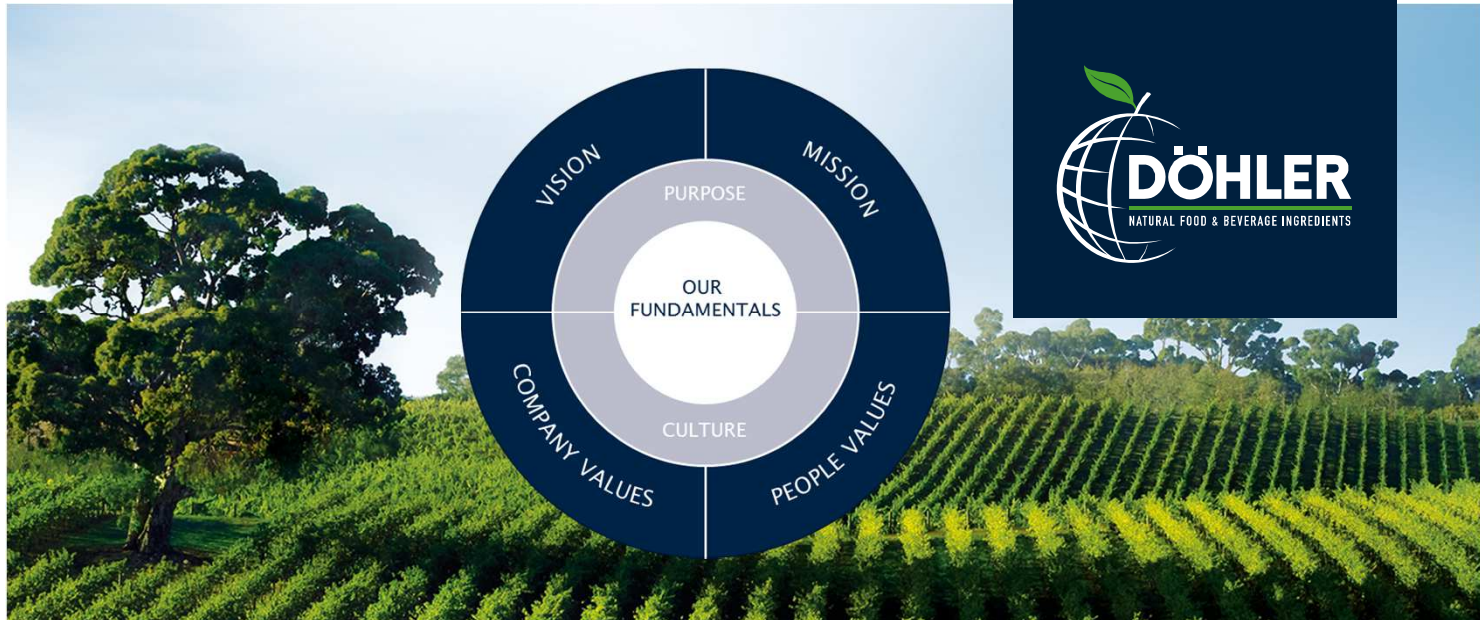 VISION
MISSION
PURPOSE
OUR
FUNDAMENTALS
CULTURE
COMPANY VALUES
PEOPLE VALUES
DÖHLER
NATURAL FOOD & BEVERAGE INGREDIENTS